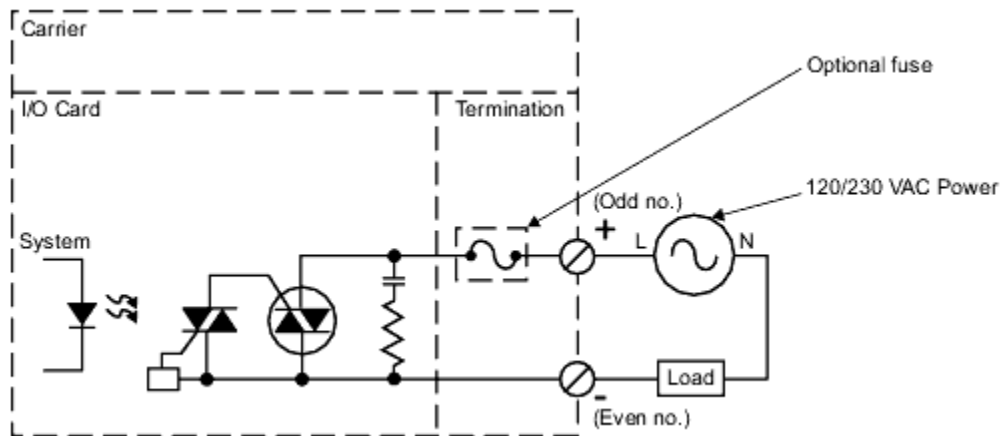 Carrier
Optional fuse
I/O Card
Termination
120/230 VAC Power
(Odd no.)
+
System
L
N
Load
-
(Even no.)